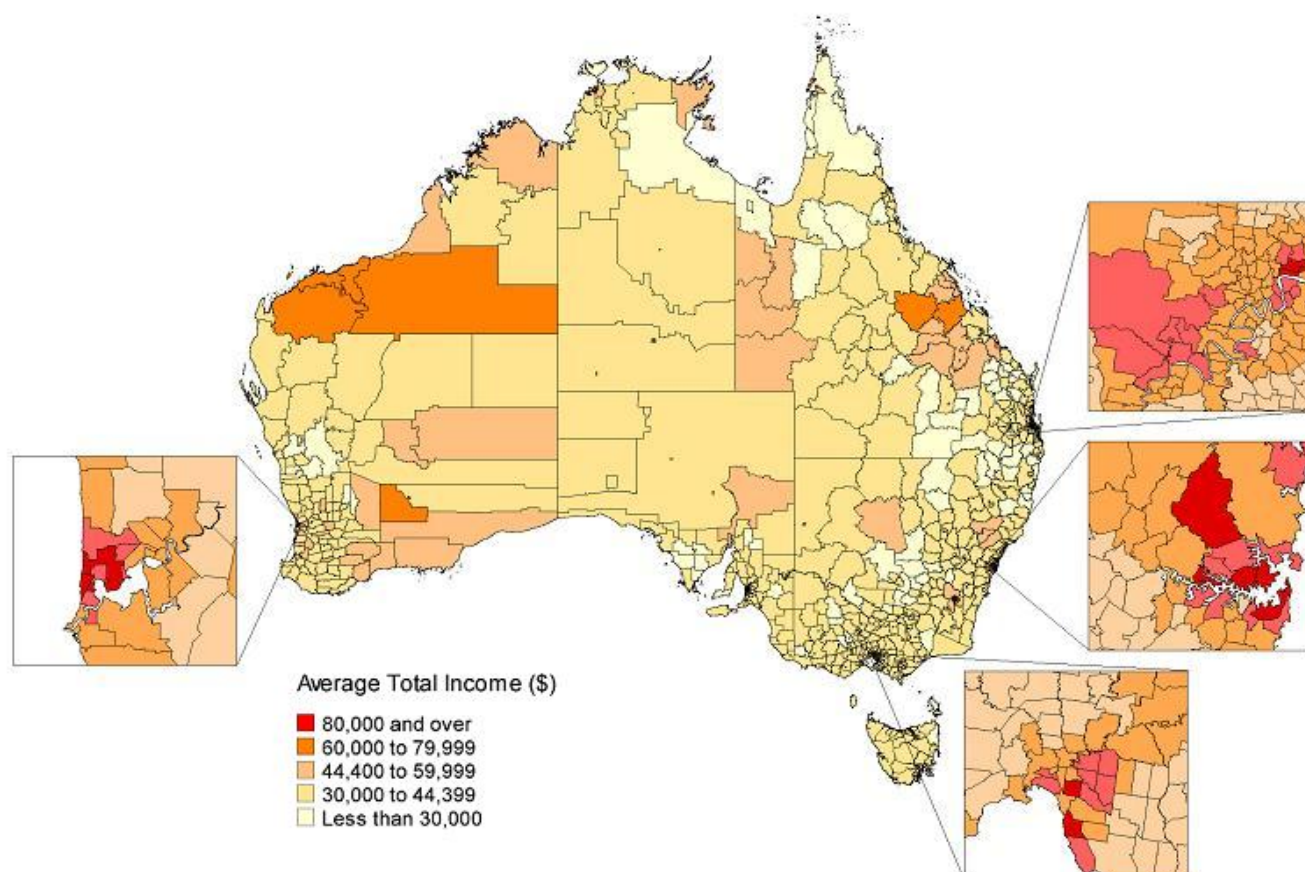 Average Total Income ($)
80,000 and over
60,000 to 79,999
44,400 to 59,999
30,000 to 44,399
Less than 30,000